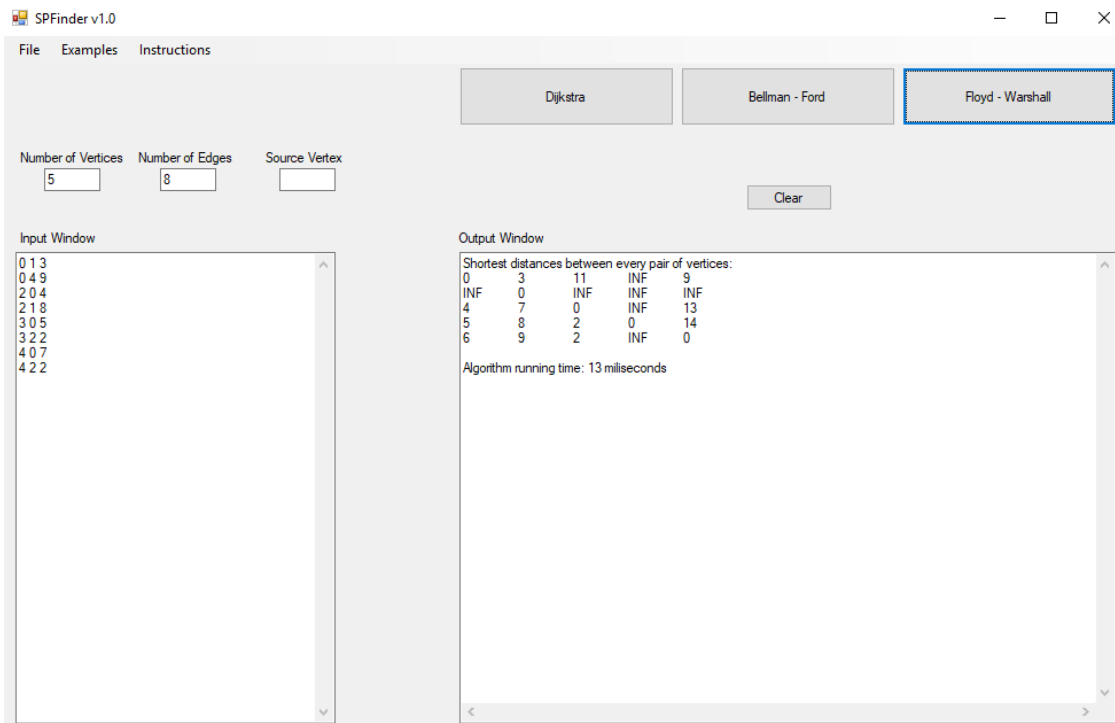 SPFinder v1.0
File Examples Instructions
Dijkstra Bellman - Ford Floyd - Warshall
Number of Vertices Number of Edges Source Vertex
5 8
Clear
Input Window
0 1 3
0 4 9
2 0 4
2 1 8
3 0 5
3 2 2
4 0 7
4 2 2
Output Window
Shortest distances between every pair of vertices:
0 3 11 INF 9
INF 0 INF INF INF
4 7 0 INF 13
5 8 2 0 14
6 9 2 INF 0
Algorithm running time: 13 miliseconds